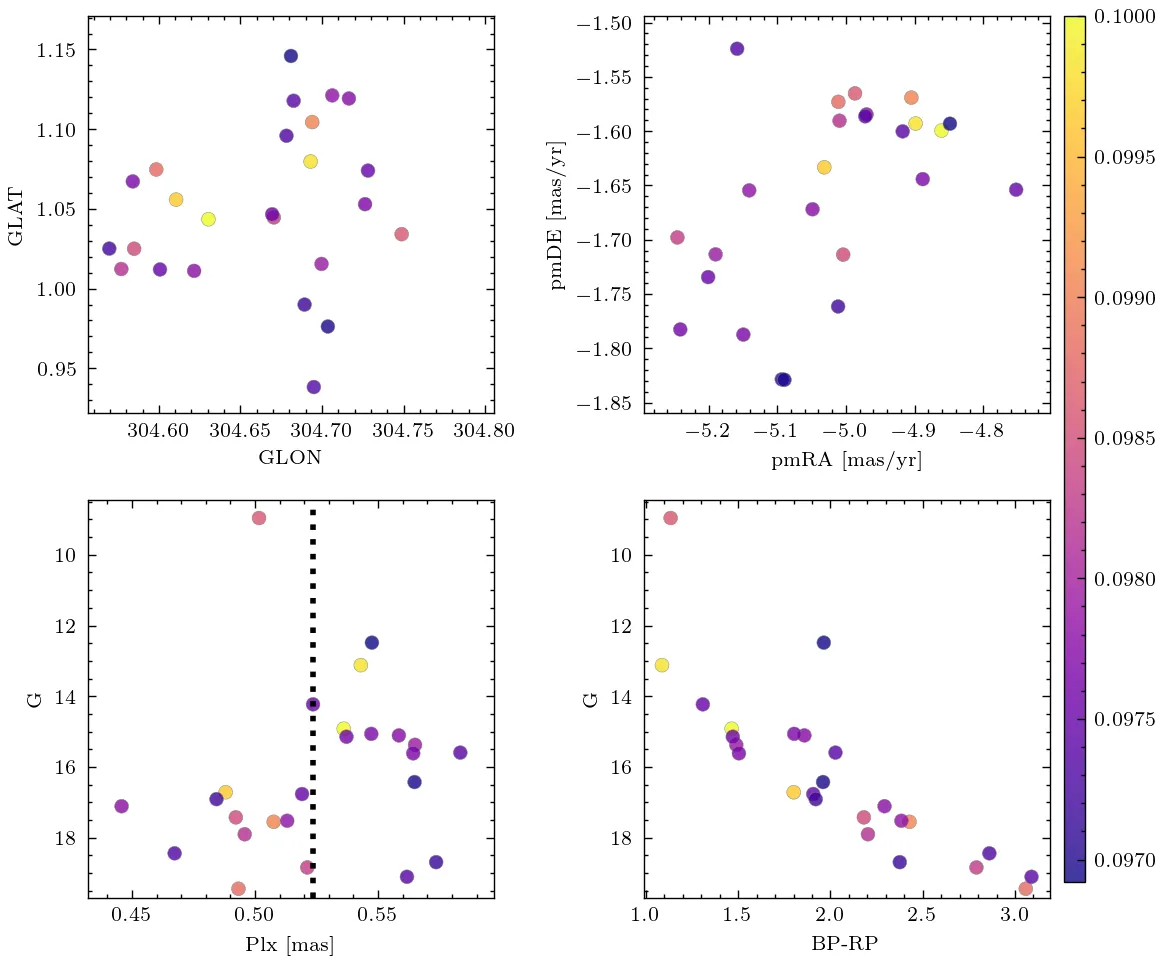 1.15
1.10
1.05
1.00
0.95
GLAT
304.60 304.65 304.70 304.75 304.80
GLON
−1.50
−1.55
−1.60
−1.65
−1.70
−1.75
−1.80
−1.85
pmDE [mas/yr]
−5.2 −5.1 −5.0 −4.9 −4.8
pmRA [mas/yr]
0.1000
0.0995
0.0990
0.0985
0.0980
0.0975
0.0970
10
12
14
16
18
G
0.45 0.50 0.55
Plx [mas]
10
12
14
16
18
G
1.0 1.5 2.0 2.5 3.0
BP-RP